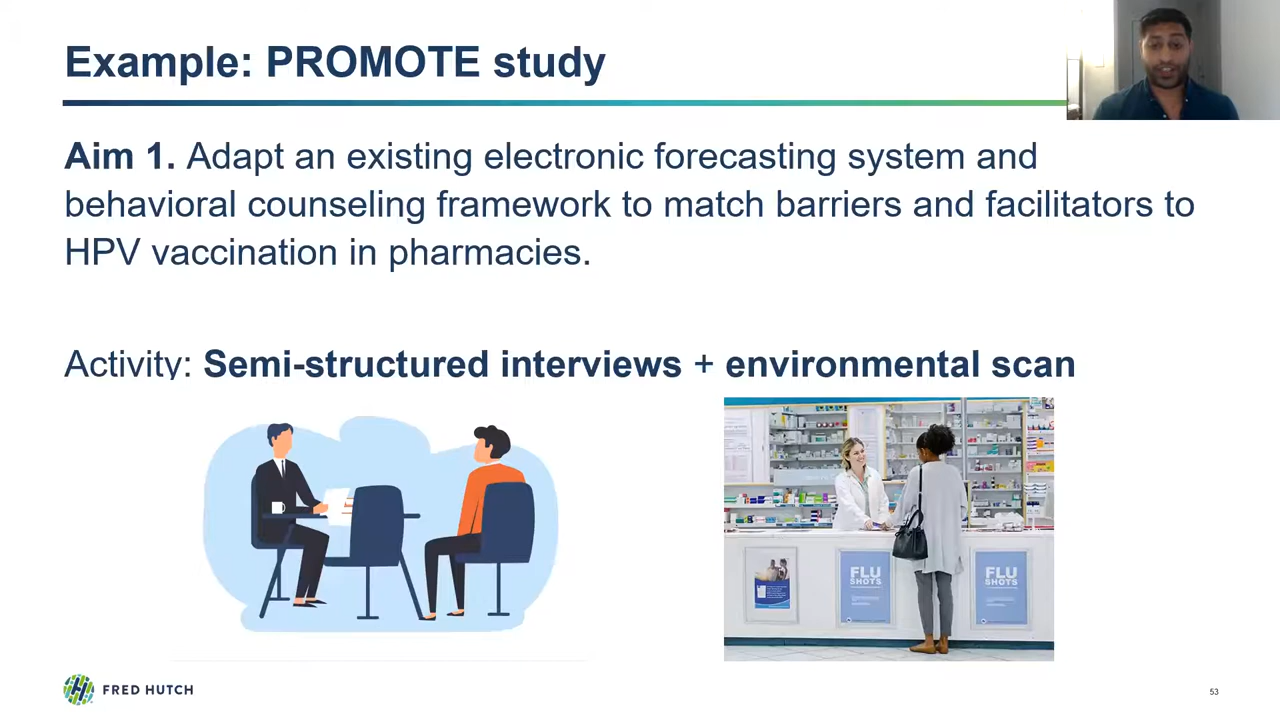 Example: PROMOTE study
Aim 1. Adapt an existing electronic forecasting system and
behavioral counseling framework to match barriers and facilitators to
HPV vaccination in pharmacies.
Activity: Semi-structured interviews + environmental scan
FLU
SHOTS
FLU
SHOTS
FRED HUTCH
53